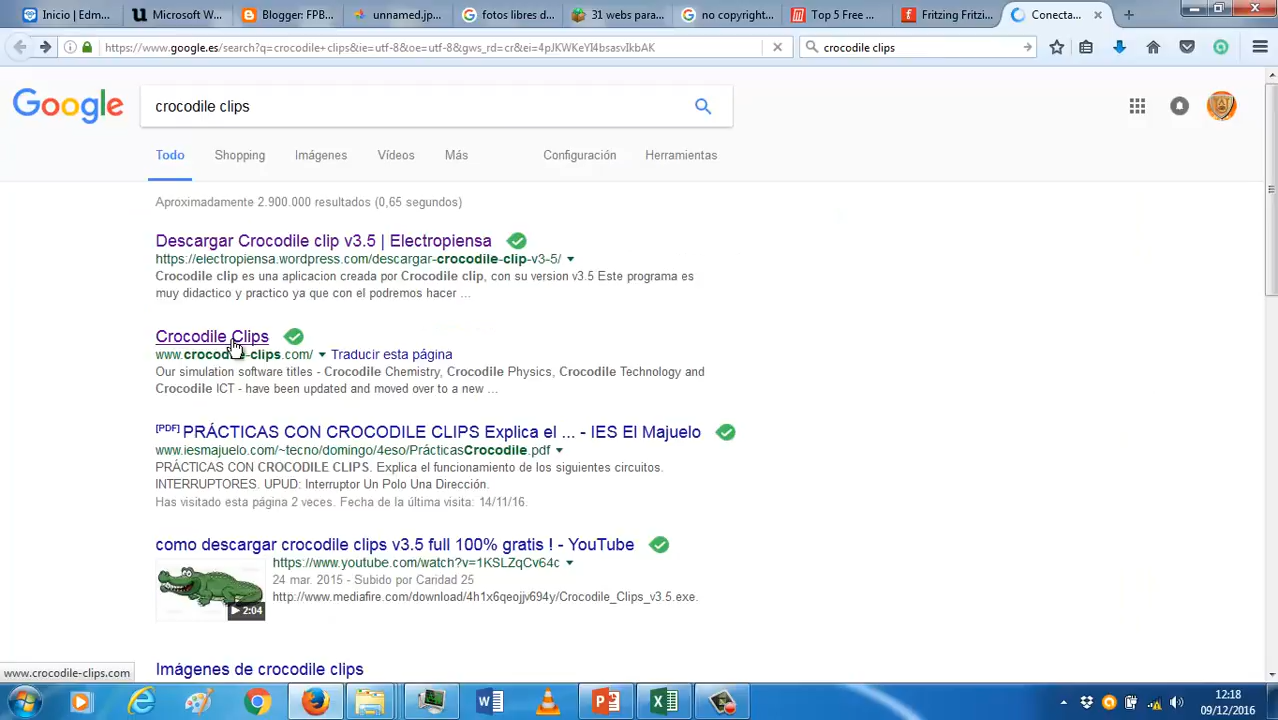 Inicio | Edm...
Microsoft W...
Blogger: FPB...
unnamed.jp...
fotos libres d...
31 webs para...
no copyright...
Top 5 Free ...
Fritzing Fritzi...
Conecta...
https://www.google.es/search?q=crocodile+clips&ie=utf-8&oe=utf-8&gws_rd=cr&ei=4pJKWKeYI4bsasvIkbAK
crocodile clips
Google
crocodile clips
Todo
Shopping
Imágenes
Vídeos
Más
Configuración
Herramientas
Aproximadamente 2.900.000 resultados (0,65 segundos)
Descargar Crocodile clip v3.5 | Electropiensa
https://electropiensa.wordpress.com/descargar-crocodile-clip-v3-5/
Crocodile clip es una aplicacion creada por Crocodile clip, con su version v3.5 Este programa es
muy didactico y practico ya que con el podremos hacer ...
Crocodile Clips
www.crocodile-clips.com/ Traducir esta página
Our simulation software titles - Crocodile Chemistry, Crocodile Physics, Crocodile Technology and
Crocodile ICT - have been updated and moved over to a new ...
[PDF] PRÁCTICAS CON CROCODILE CLIPS Explica el ... - IES El Majuelo
www.iesmajuelo.com/~tecno/domingo/4eso/PrácticasCrocodile.pdf
PRÁCTICAS CON CROCODILE CLIPS. Explica el funcionamiento de los siguientes circuitos.
INTERRUPTORES. UPUD: Interruptor Un Polo Una Dirección.
Has visitado esta página 2 veces. Fecha de la última visita: 14/11/16.
como descargar crocodile clips v3.5 full 100% gratis ! - YouTube
https://www.youtube.com/watch?v=1KSLZqCv64c
24 mar. 2015 - Subido por Caridad 25
http://www.mediafire.com/download/4h1x6qeojjv694y/Crocodile_Clips_v3.5.exe.
2:04
Imágenes de crocodile clips
www.crocodile-clips.com
12:18
09/12/2016